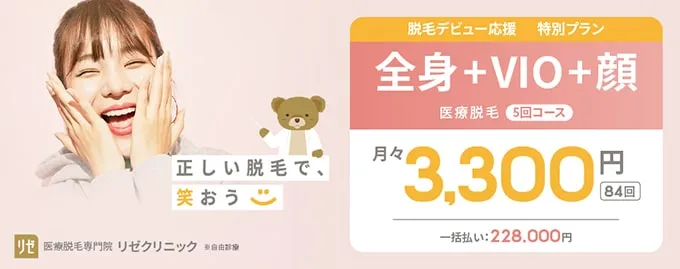 正しい脱毛で、
笑おう
リゼ
医療脱毛専門院 リゼクリニック ※自由診療
脱毛デビュー応援 特別プラン
全身+VIO+顔
医療脱毛 5回コース
月々3,300円
84回
一括払い:228.000円